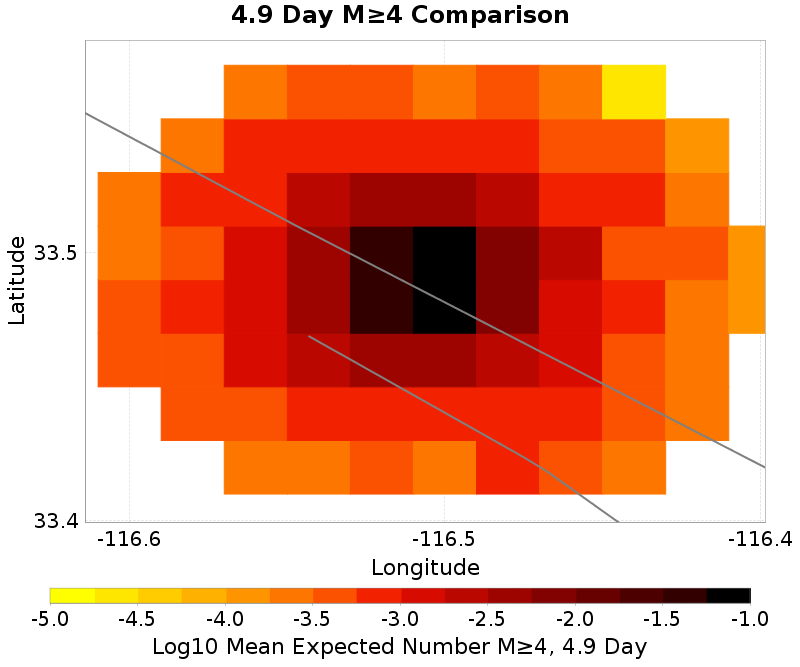 4.9 Day M≥4 Comparison
Latitude
33.5
33.4
-116.6 -116.5 -116.4
Longitude
-5.0 -4.5 -4.0 -3.5 -3.0 -2.5 -2.0 -1.5 -1.0
Log10 Mean Expected Number M≥4, 4.9 Day